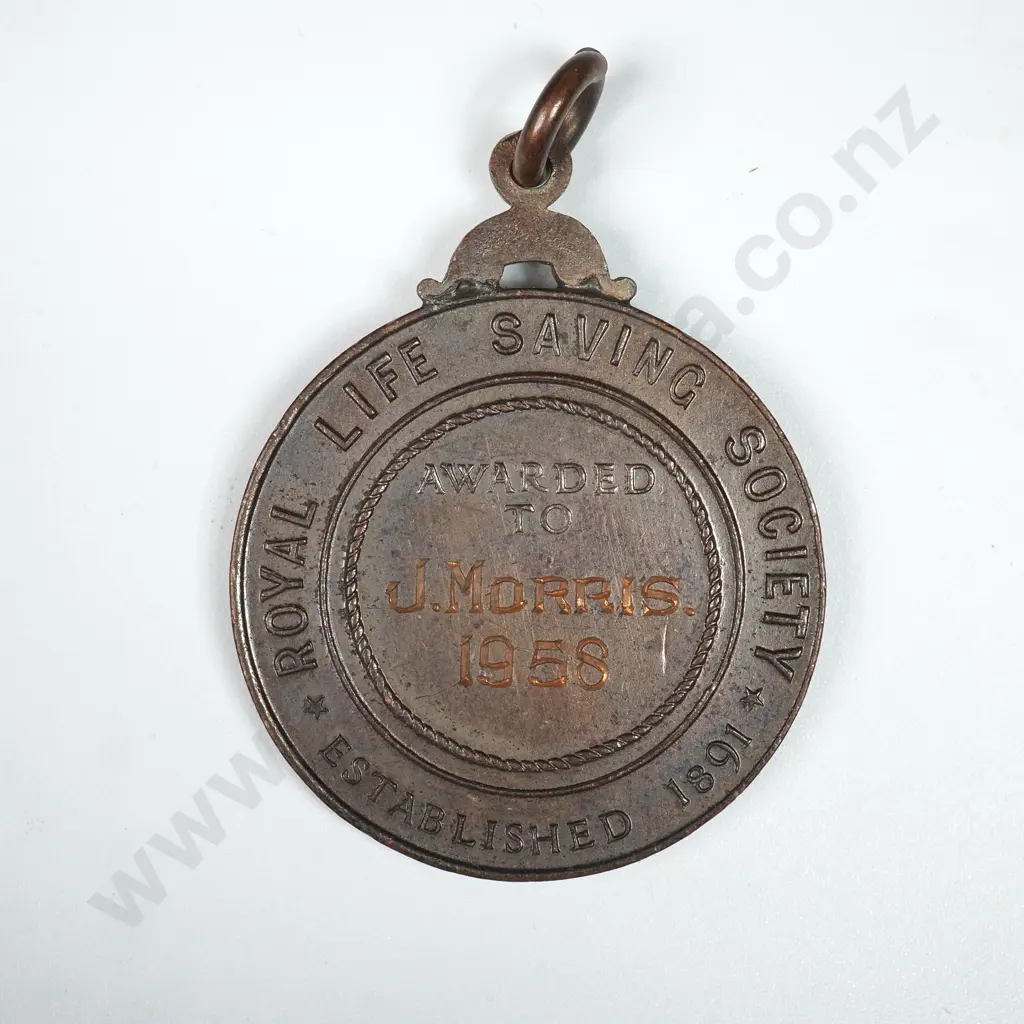 ROYAL LIFE SAVING SOCIETY
AWARDED
TO
J. MORRIS.
1958
★ ESTABLISHED 1891 ★